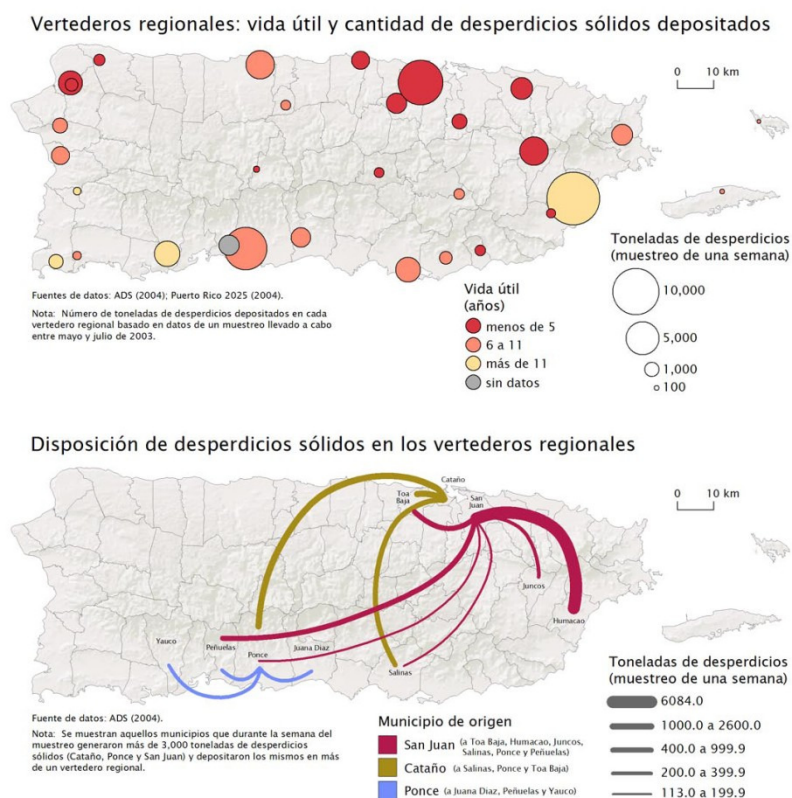 Vertederos regionales: vida útil y cantidad de desperdicios sólidos depositados
0 10 km
Toneladas de desperdicios
(muestreo de una semana)
10,000
5,000
1,000
100
Vida útil
(años)
menos de 5
6 a 11
más de 11
sin datos
Fuentes de datos: ADS (2004); Puerto Rico 2025 (2004).
Nota: Número de toneladas de desperdicios depositados en cada
vertedero regional basado en datos de un muestreo llevado a cabo
entre mayo y julio de 2003.
Disposición de desperdicios sólidos en los vertederos regionales
Cataño
Toa
Baja
San
Juan
0 10 km
Juncos
Humacao
Yauco
Peñuelas
Ponce
Juana Diaz
Salinas
Toneladas de desperdicios
(muestreo de una semana)
6084.0
1000.0 a 2600.0
400.0 a 999.9
200.0 a 399.9
113.0 a 199.9
Fuente de datos: ADS (2004).
Nota: Se muestran aquellos municipios que durante la semana del
muestreo generaron más de 3,000 toneladas de desperdicios
sólidos (Cataño, Ponce y San Juan) y depositaron los mismos en más
de un vertedero regional.
Municipio de origen
San Juan (a Toa Baja, Humacao, Juncos,
Salinas, Ponce y Peñuelas)
Cataño (a Salinas, Ponce y Toa Baja)
Ponce (a Juana Diaz, Peñuelas y Yauco)